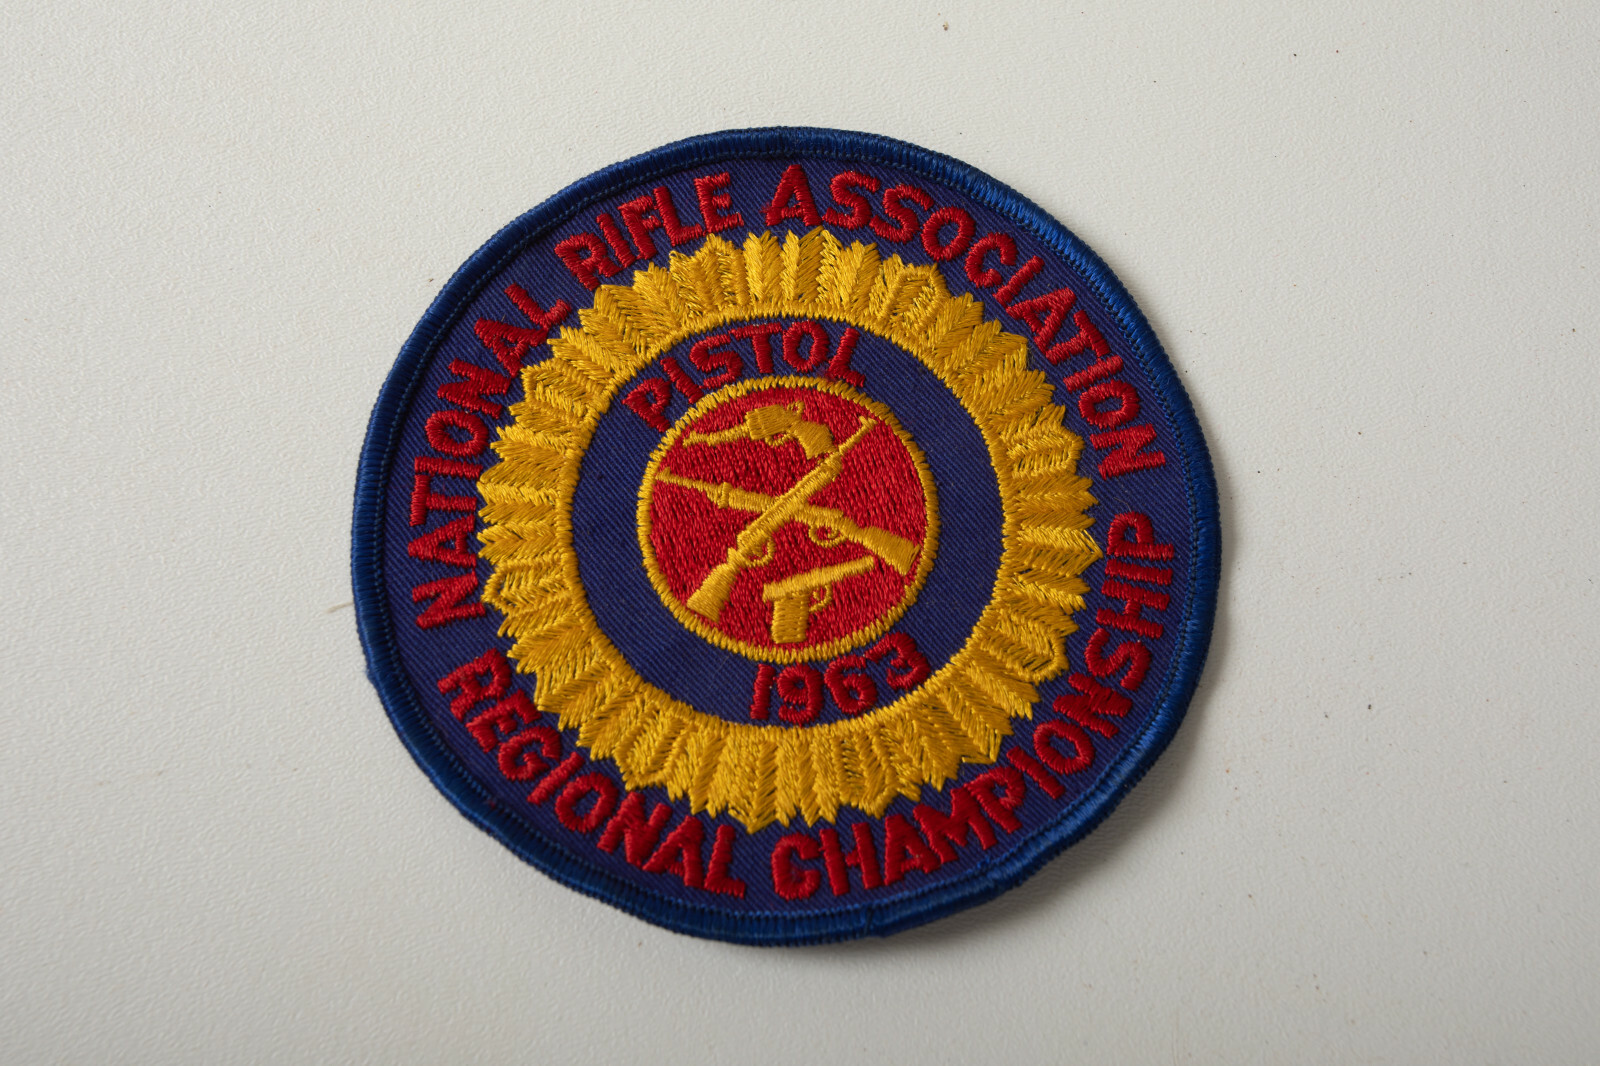 NATIONAL RIFLE ASSOCIATION
PISTOL
1963
REGIONAL CHAMPIONSHIP